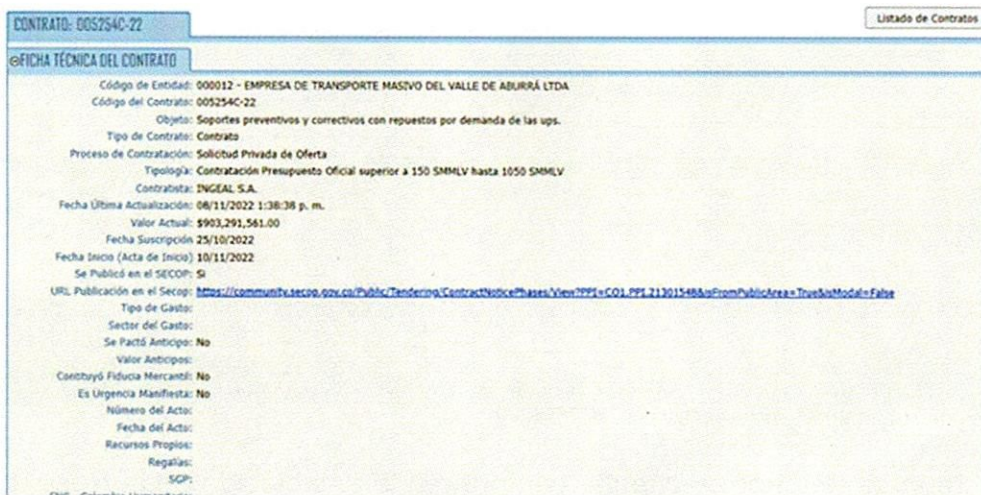 CONTRATO: 005254C-22
Listado de Contratos
FICHA TÉCNICA DEL CONTRATO
Código de Entidad: 000012 - EMPRESA DE TRANSPORTE MASIVO DEL VALLE DE ABURRÁ LTDA
Código del Contrato: 005254C-22
Objeto: Soportes preventivos y correctivos con repuestos por demanda de las ups.
Tipo de Contrato: Contrato
Proceso de Contratación: Solicitud Privada de Oferta
Tipología: Contratación Presupuesto Oficial superior a 150 SMMLV hasta 1050 SMMLV
Contratista: INGEAL S.A.
Fecha Última Actualización: 08/11/2022 1:38:38 p. m.
Valor Actual: $903,291,561.00
Fecha Suscripción 25/10/2022
Fecha Inicio (Acta de Inicio) 10/11/2022
Se Publicó en el SECOP: Si
URL Publicación en el Secop: https://community.secop.gov.co/Public/Tendering/ContractNoticePhases/View?PPI=CO1.PPI.21301548&isFromPublicArea=True&isModal=False
Tipo de Gasto:
Sector del Gasto:
Se Pactó Anticipo: No
Valor Anticipos:
Constituyó Fiducia Mercantil: No
Es Urgencia Manifiesta: No
Número del Acto:
Fecha del Acto:
Recursos Propios:
Regalías:
SGP: